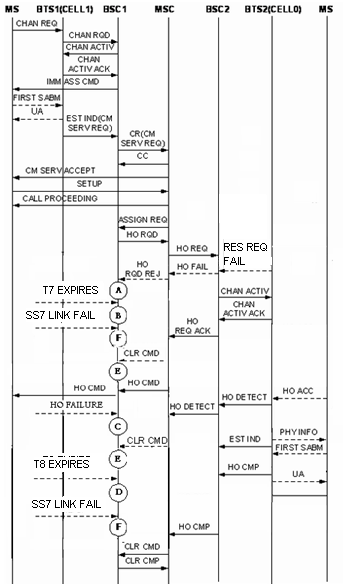 MS BTS1(CELL1) BSC1 MSC BSC2 BTS2(CELL0) MS
CHAN REQ
CHAN RQD
CHAN ACTIV
CHAN
ACTIV ACK
IMM ASS CMD
FIRST SABM
UA
EST IND(CM
SERV REQ)
CR(CM
SERV REQ)
CC
CM SERV ACCEPT
SETUP
CALL PROCEEDING
ASSIGN REQ
HO RQD
HO REQ
RES REQ
FAIL
HO FAIL
HO
RQD REJ
T7 EXPIRES
A
CHAN ACTIV
SS7 LINK FAIL
B
CHAN
ACTIV ACK
F
HO
REQ ACK
CLR CMD
E
HO CMD
HO CMD
HO ACC
HO DETECT
HO FAILURE
HO DETECT
C
PHY INFO
CLR CMD
EST IND
FIRST SABM
E
T8 EXPIRES
HO CMP
UA
D
SS7 LINK FAIL
F
HO CMP
CLR CMD
CLR CMP